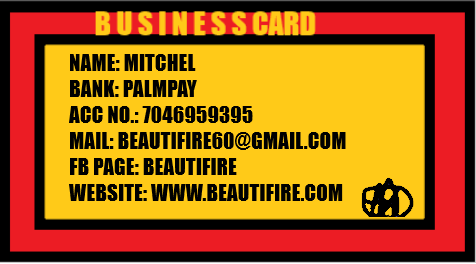 BUSINESS CARD
NAME: MITCHEL
BANK: PALMPAY
ACC NO.: 7046959395
MAIL: BEAUTIFIRE60@GMAIL.COM
FB PAGE: BEAUTIFIRE
WEBSITE: WWW.BEAUTIFIRE.COM